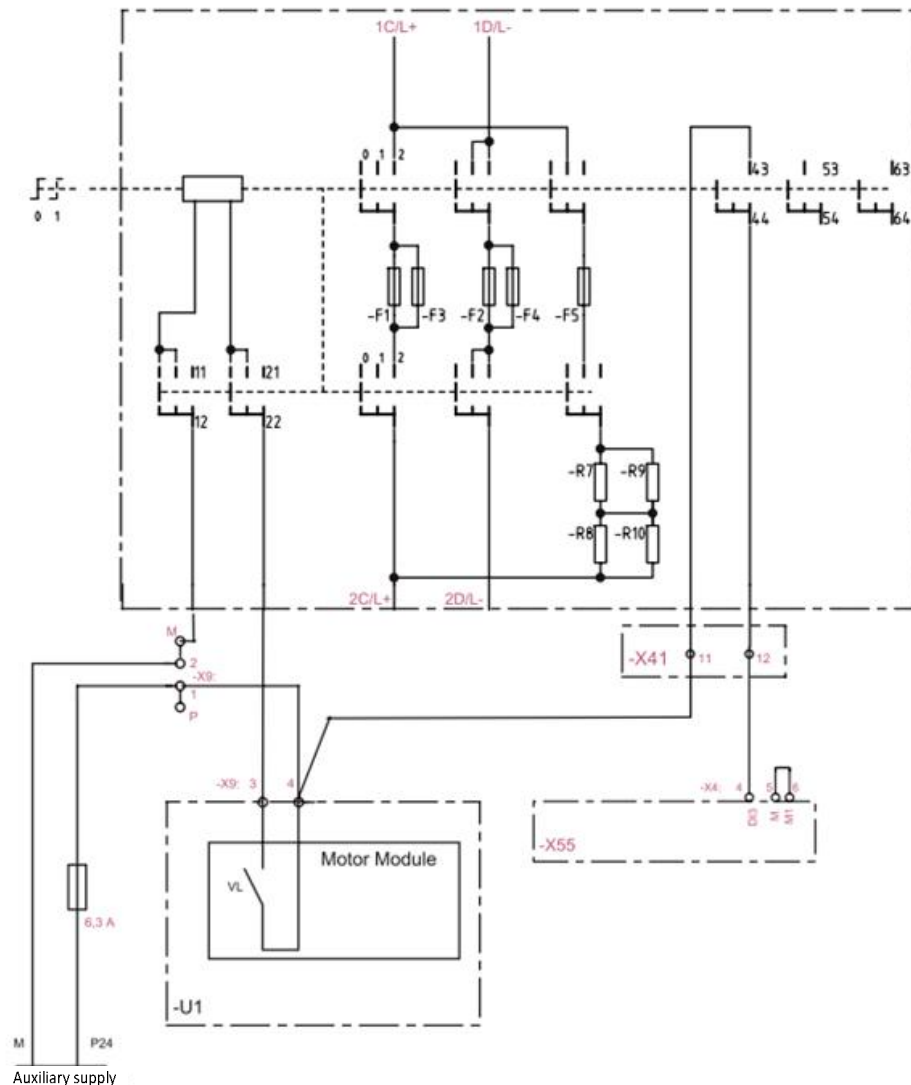 1C/L+ 1D/L-
0 1 2
43 53 63
0 1
44 54 64
-F1 -F3 -F2 -F4 -F5
0 1 2
11 21
12 22
-R7 -R9
-R8 -R10
2C/L+ 2D/L-
M
2
-X9:
1
P
-X41 11 12
-X9: 3 4
-X4: 4 5 6
DI3 M M1
-X55
Motor Module
VL
6,3 A
-U1
M P24
Auxiliary supply